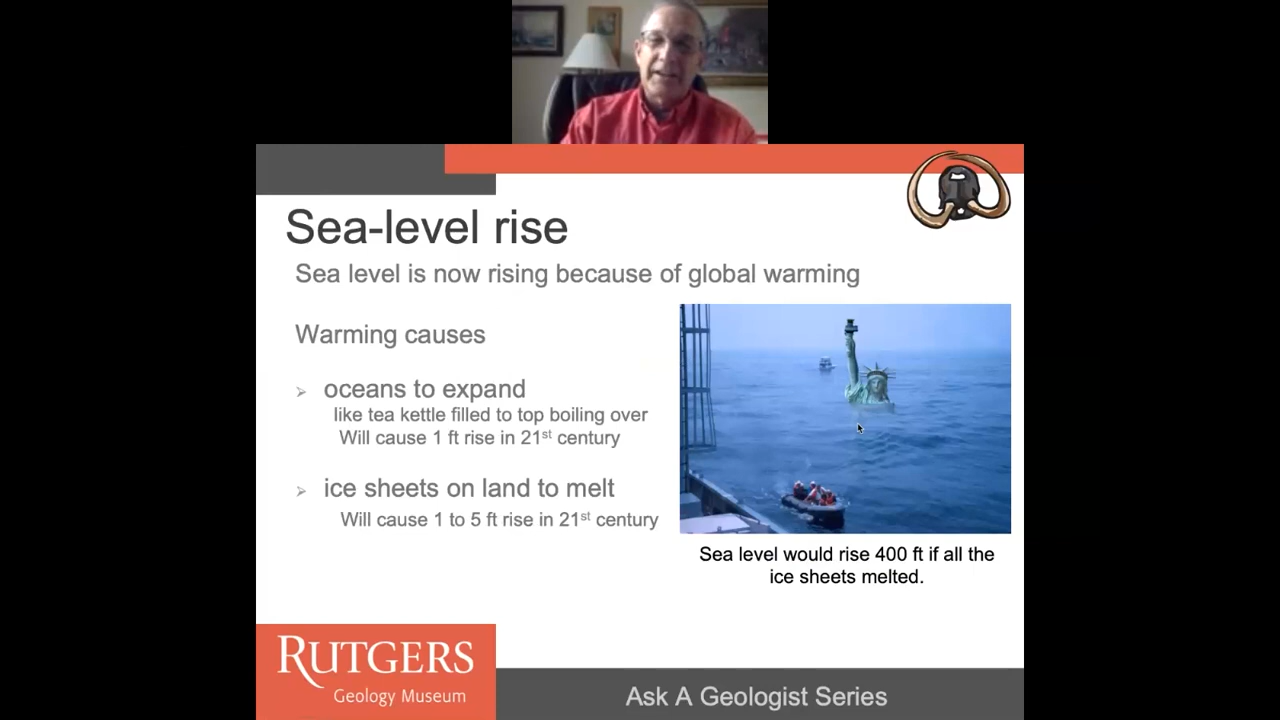 Sea-level rise
Sea level is now rising because of global warming
Warming causes
oceans to expand
like tea kettle filled to top boiling over
Will cause 1 ft rise in 21st century
ice sheets on land to melt
Will cause 1 to 5 ft rise in 21st century
Sea level would rise 400 ft if all the
ice sheets melted.
RUTGERS
Geology Museum
Ask A Geologist Series